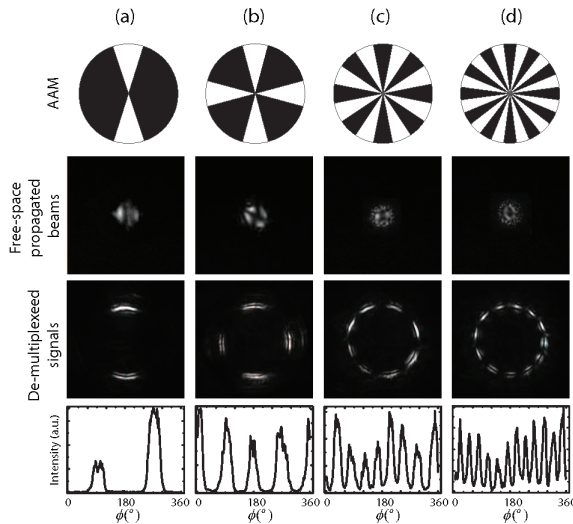 (a) (b) (c) (d)
AAM
Free-space
propagated
beams
De-multiplexeed
signals
Intensity (a.u.)
0 180 360 0 180 360 0 180 360 0 180 360
ϕ(°) ϕ(°) ϕ(°) ϕ(°)